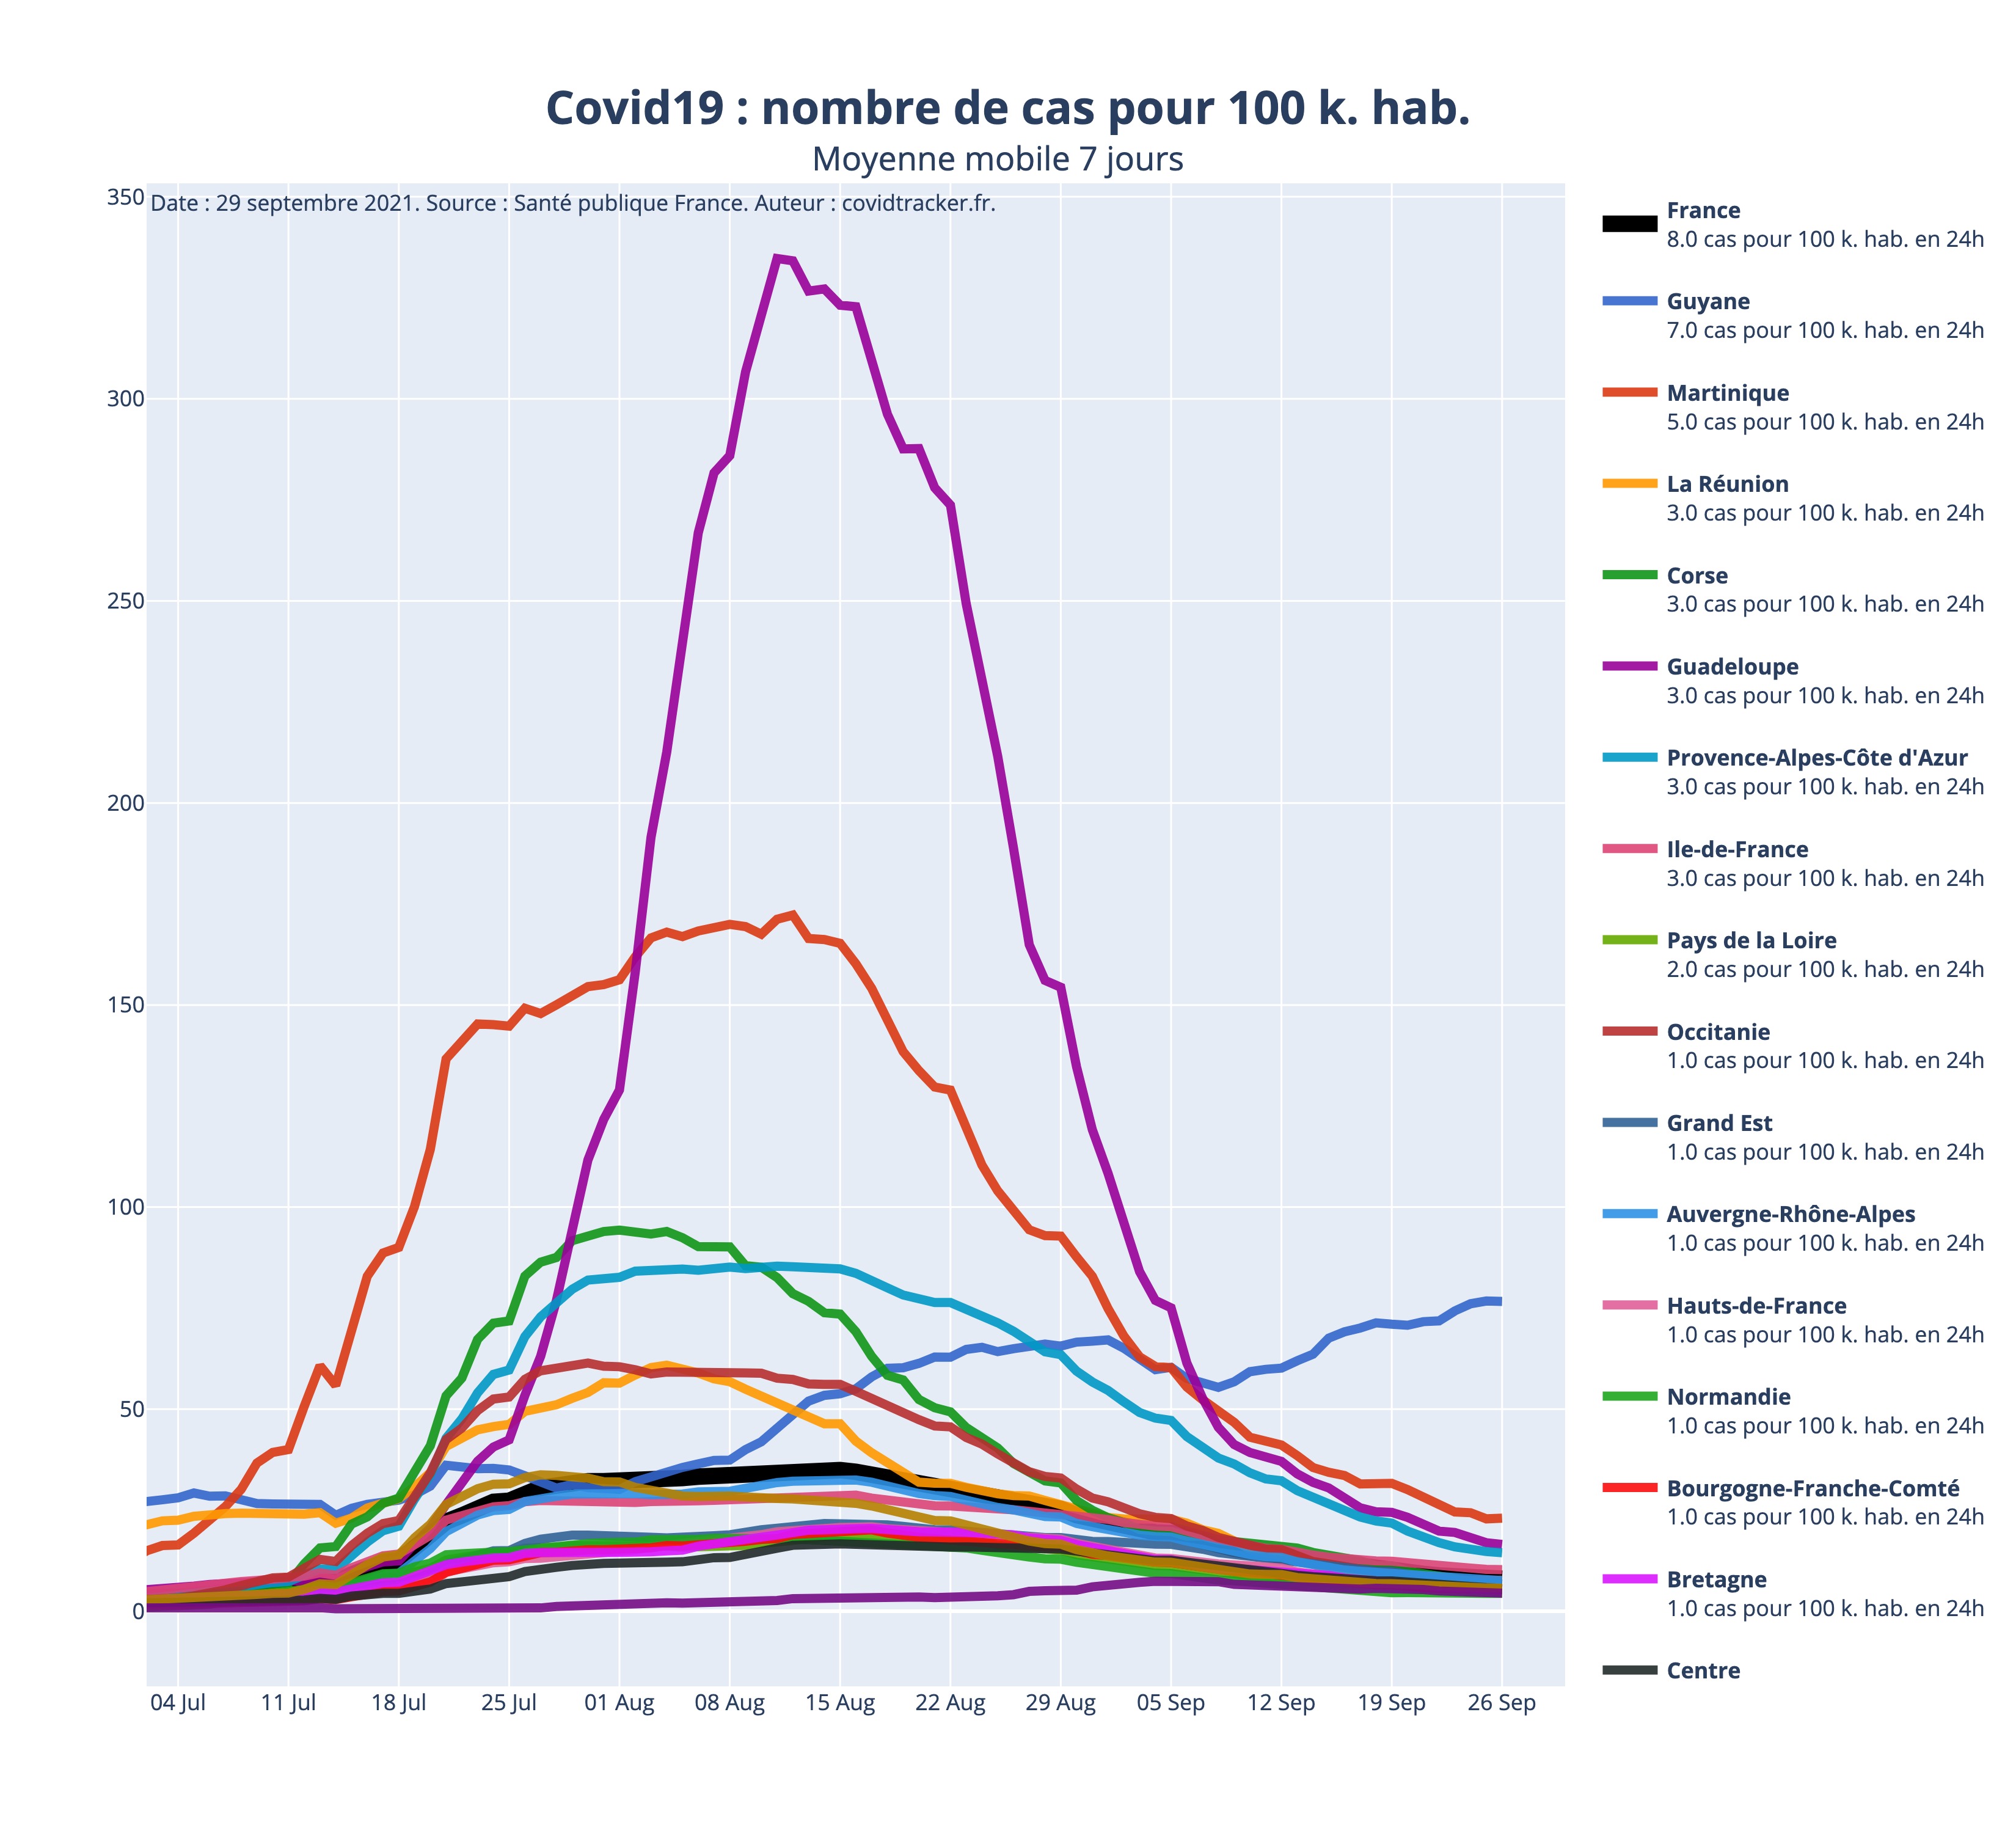 Covid19 : nombre de cas pour 100 k. hab.
Moyenne mobile 7 jours
Date : 29 septembre 2021. Source : Santé publique France. Auteur : covidtracker.fr.
350
300
250
200
150
100
50
0
04 Jul
11 Jul
18 Jul
25 Jul
01 Aug
08 Aug
15 Aug
22 Aug
29 Aug
05 Sep
12 Sep
19 Sep
26 Sep
France
8.0 cas pour 100 k. hab. en 24h
Guyane
7.0 cas pour 100 k. hab. en 24h
Martinique
5.0 cas pour 100 k. hab. en 24h
La Réunion
3.0 cas pour 100 k. hab. en 24h
Corse
3.0 cas pour 100 k. hab. en 24h
Guadeloupe
3.0 cas pour 100 k. hab. en 24h
Provence-Alpes-Côte d'Azur
3.0 cas pour 100 k. hab. en 24h
Ile-de-France
3.0 cas pour 100 k. hab. en 24h
Pays de la Loire
2.0 cas pour 100 k. hab. en 24h
Occitanie
1.0 cas pour 100 k. hab. en 24h
Grand Est
1.0 cas pour 100 k. hab. en 24h
Auvergne-Rhône-Alpes
1.0 cas pour 100 k. hab. en 24h
Hauts-de-France
1.0 cas pour 100 k. hab. en 24h
Normandie
1.0 cas pour 100 k. hab. en 24h
Bourgogne-Franche-Comté
1.0 cas pour 100 k. hab. en 24h
Bretagne
1.0 cas pour 100 k. hab. en 24h
Centre